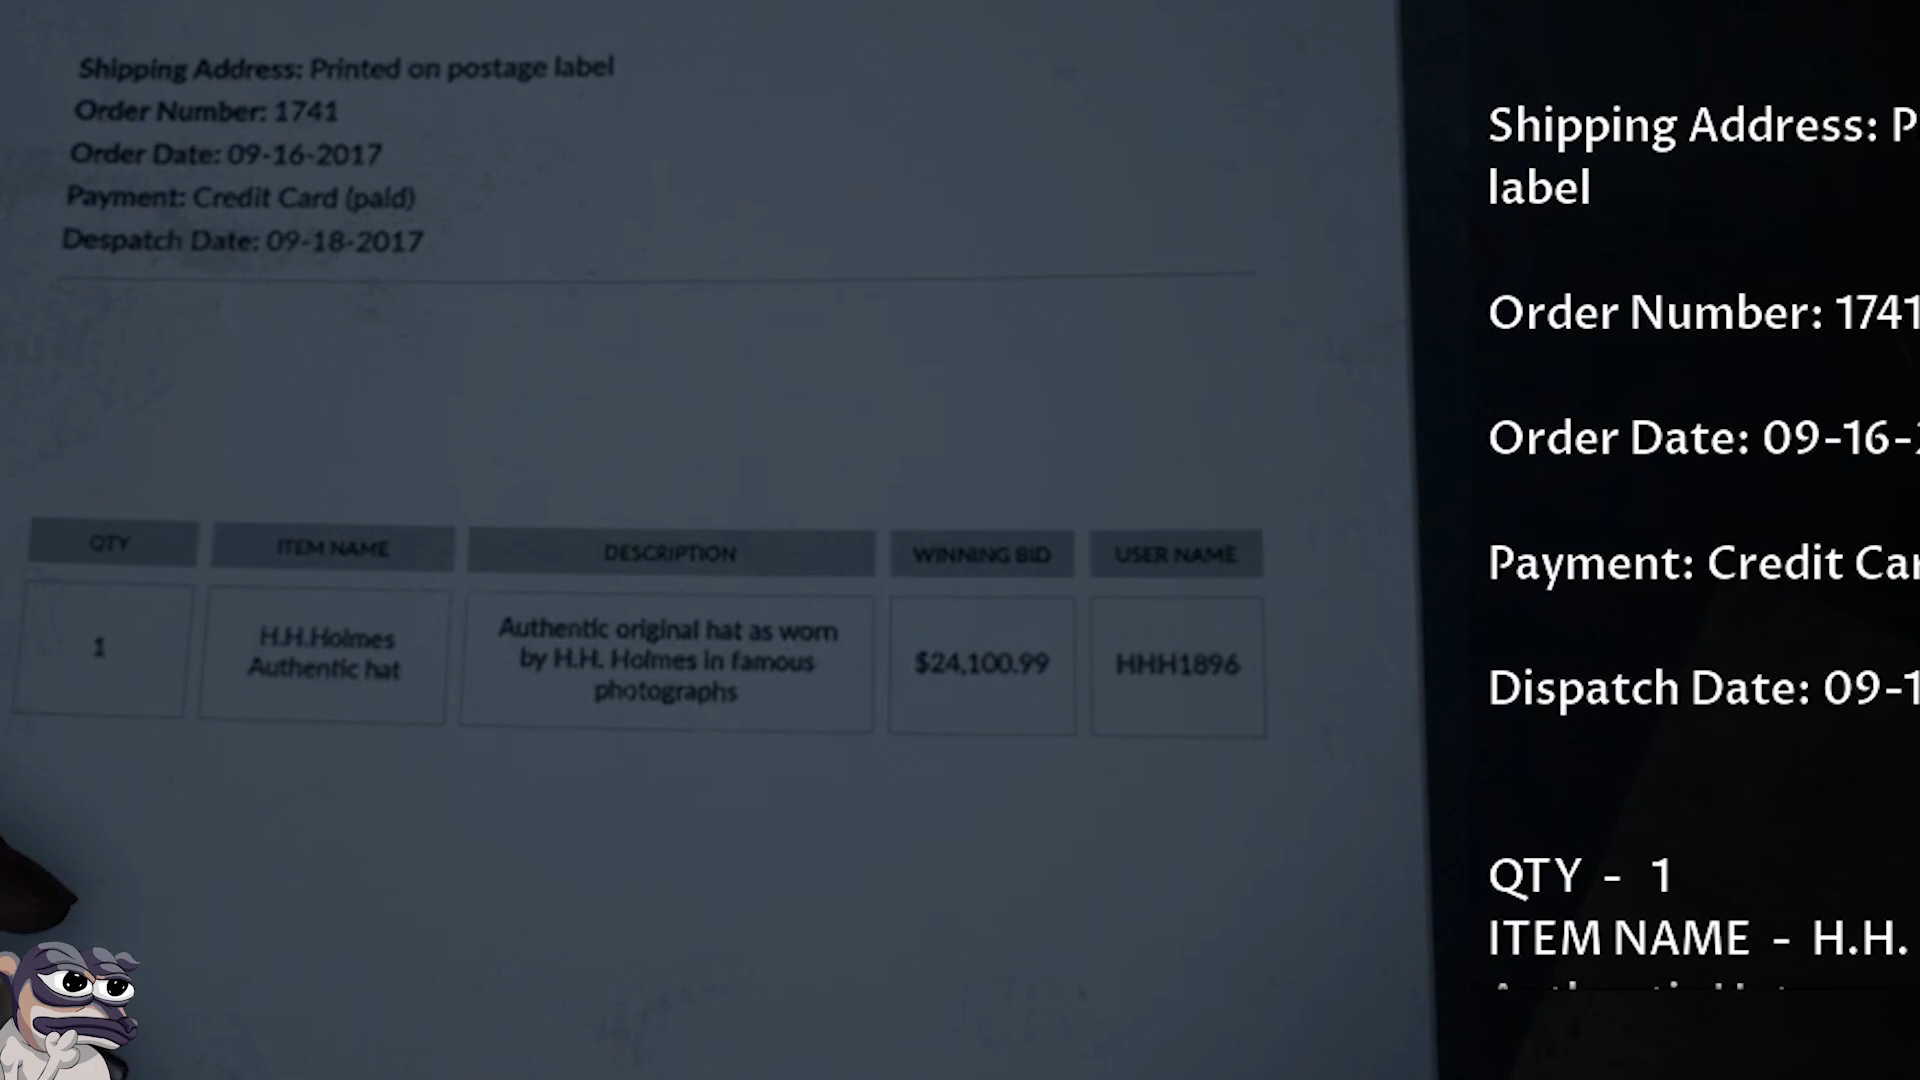 Shipping Address: Printed on postage label
Order Number: 1741
Order Date: 09-16-2017
Payment: Credit Card (paid)
Despatch Date: 09-18-2017
QTY
ITEM NAME
DESCRIPTION
WINNING BID
USER NAME
1
H.H.Holmes
Authentic hat
Authentic original hat as worn
by H.H. Holmes in famous
photographs
$24,100.99
HHH1896
Shipping Address: P
label
Order Number: 1741
Order Date: 09-16-
Payment: Credit Car
Dispatch Date: 09-1
QTY - 1
ITEM NAME - H.H.